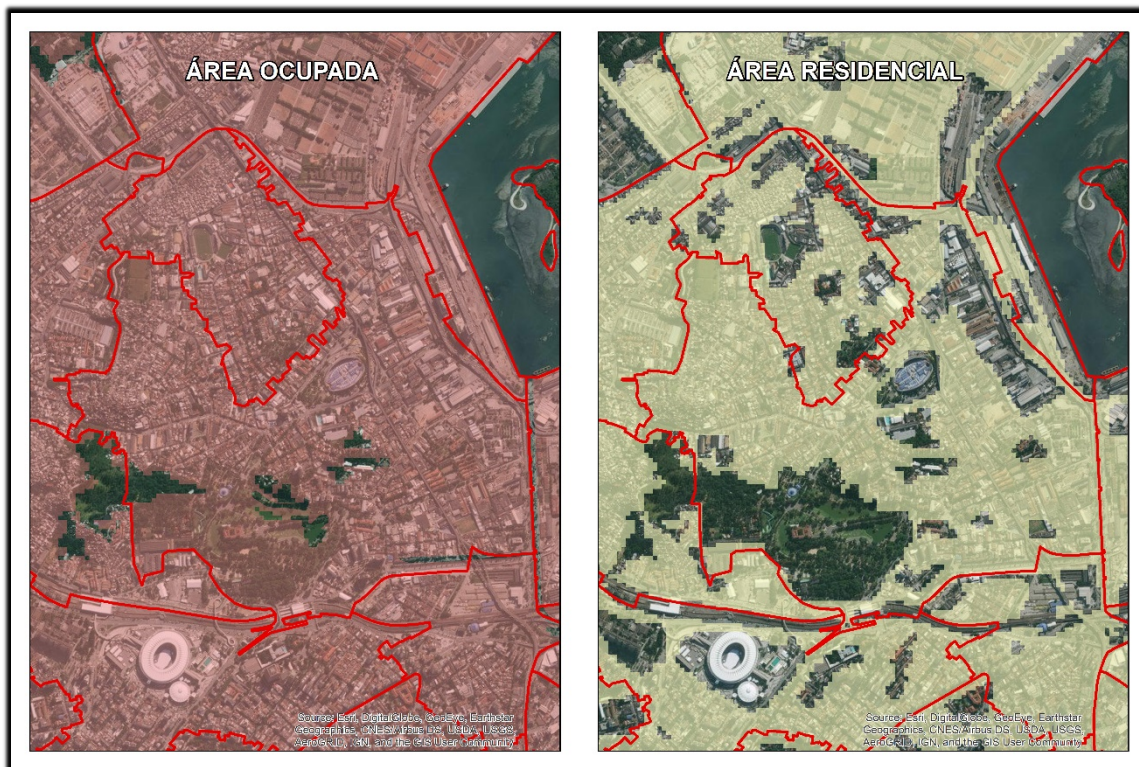 ÁREA OCUPADA
ÁREA RESIDENCIAL
Source: Esri, DigitalGlobe, GeoEye, Earthstar
Geographics, CNES/Airbus DS, USDA, USGS,
AeroGRID, IGN, and the GIS User Community
Source: Esri, DigitalGlobe, GeoEye, Earthstar
Geographics, CNES/Airbus DS, USDA, USGS,
AeroGRID, IGN, and the GIS User Community